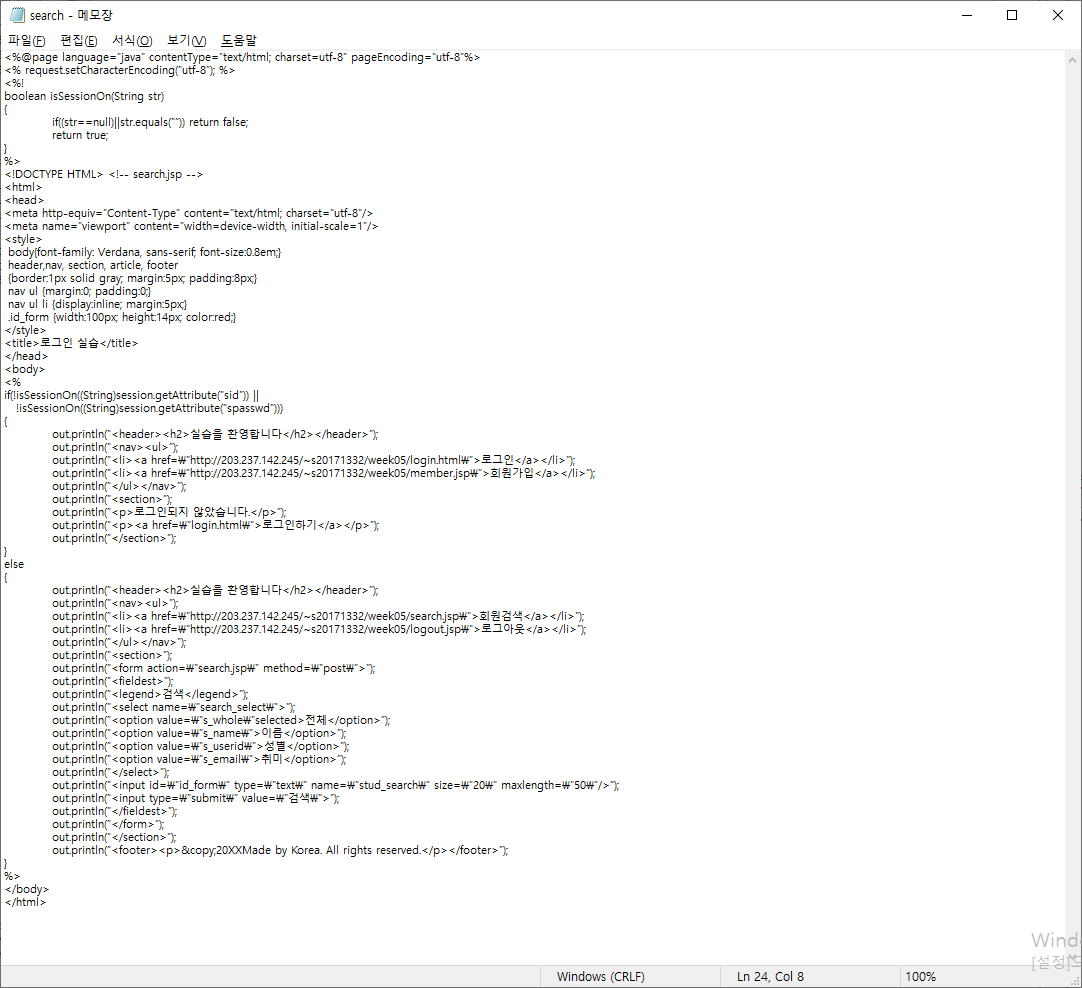 search - 메모장
파일(F) 편집(E) 서식(O) 보기(V) 도움말
<%@page language="java" contentType="text/html; charset=utf-8" pageEncoding="utf-8"%>
<% request.setCharacterEncoding("utf-8"); %>
<%!
boolean isSessionOn(String str)
{
if((str==null)||str.equals("")) return false;
return true;
}
%>
<!DOCTYPE HTML> <!-- search.jsp -->
<html>
<head>
<meta http-equiv="Content-Type" content="text/html; charset="utf-8"/>
<meta name="viewport" content="width=device-width, initial-scale=1"/>
<style>
body{font-family: Verdana, sans-serif; font-size:0.8em;}
header,nav, section, article, footer
{border:1px solid gray; margin:5px; padding:8px;}
nav ul {margin:0; padding:0;}
nav ul li {display:inline; margin:5px;}
.id_form {width:100px; height:14px; color:red;}
</style>
<title>로그인 실습</title>
</head>
<body>
<%
if(!isSessionOn((String)session.getAttribute("sid")) ||
!isSessionOn((String)session.getAttribute("spasswd")))
{
out.println("<header><h2>실습을 환영합니다</h2></header>");
out.println("<nav><ul>");
out.println("<li><a href=₩"http://203.237.142.245/~s20171332/week05/login.html₩">로그인</a></li>");
out.println("<li><a href=₩"http://203.237.142.245/~s20171332/week05/member.jsp₩">회원가입</a></li>");
out.println("</ul></nav>");
out.println("<section>");
out.println("<p>로그인되지 않았습니다.</p>");
out.println("<p><a href=₩"login.html₩">로그인하기</a></p>");
out.println("</section>");
}
else
{
out.println("<header><h2>실습을 환영합니다</h2></header>");
out.println("<nav><ul>");
out.println("<li><a href=₩"http://203.237.142.245/~s20171332/week05/search.jsp₩">회원검색</a></li>");
out.println("<li><a href=₩"http://203.237.142.245/~s20171332/week05/logout.jsp₩">로그아웃</a></li>");
out.println("</ul></nav>");
out.println("<section>");
out.println("<form action=₩"search.jsp₩" method=₩"post₩">");
out.println("<fieldest>");
out.println("<legend>검색</legend>");
out.println("<select name=₩"search_select₩">");
out.println("<option value=₩"s_whole₩"selected>전체</option>");
out.println("<option value=₩"s_name₩">이름</option>");
out.println("<option value=₩"s_userid₩">성별</option>");
out.println("<option value=₩"s_email₩">취미</option>");
out.println("</select>");
out.println("<input id=₩"id_form₩" type=₩"text₩" name=₩"stud_search₩" size=₩"20₩" maxlength=₩"50₩"/>");
out.println("<input type=₩"submit₩" value=₩"검색₩">");
out.println("</fieldest>");
out.println("</form>");
out.println("</section>");
out.println("<footer><p>&copy;20XXMade by Korea. All rights reserved.</p></footer>");
}
%>
</body>
</html>
Wind
[설정]
Windows (CRLF) Ln 24, Col 8 100%